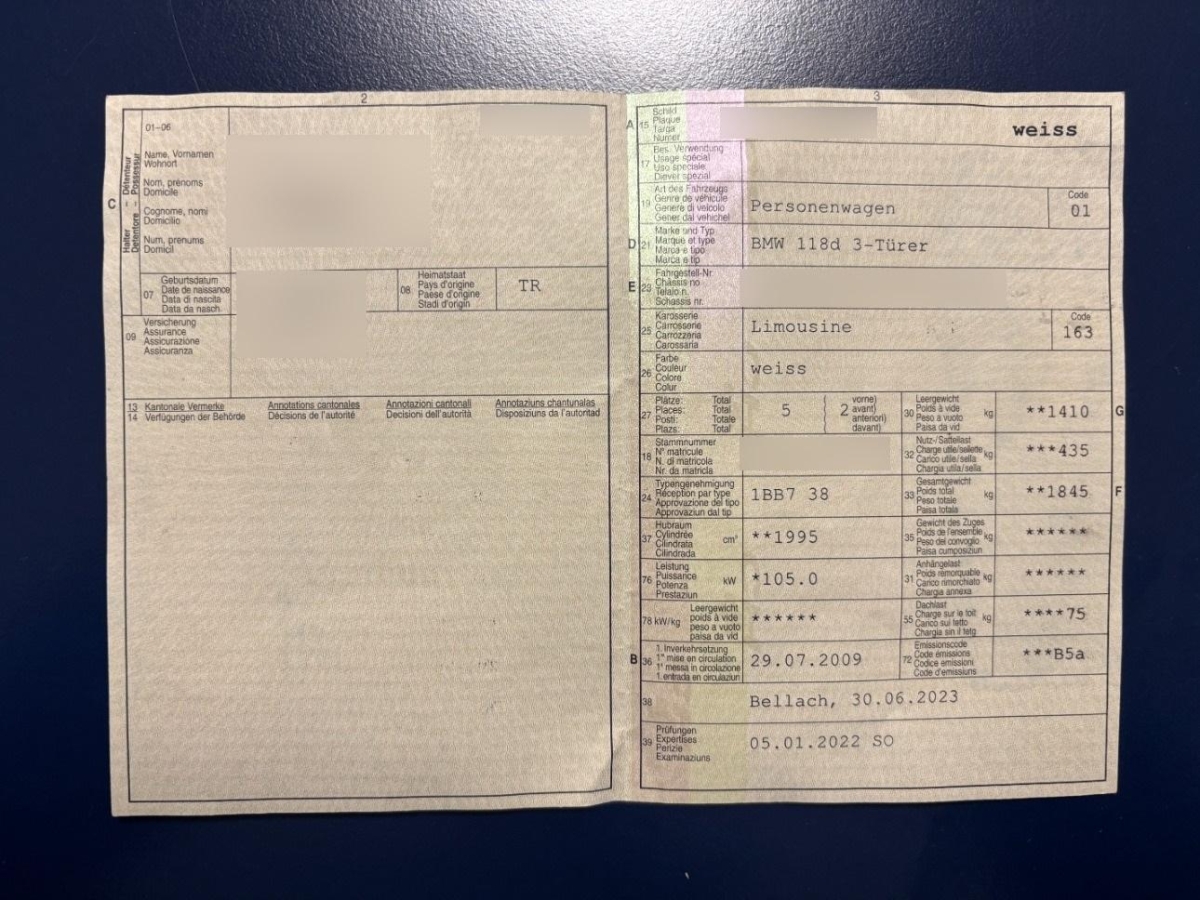 2
01-06
C
Halter - Détenteur
Detentore - Possessur
Name, Vornamen
Wohnort
Nom, prénoms
Domicile
Cognome, nomi
Domicilio
Num, prenums
Domicil
07
Geburtsdatum
Date de naissance
Data di nascita
Data da nasch.
08
Heimatstaat
Pays d'origine
Paese d'origine
Stadi d'origin
TR
09
Versicherung
Assurance
Assicurazione
Assicuranza
13 Kantonale Vermerke Annotations cantonales Annotazioni cantonali Annotaziuns chantunalas
14 Verfügungen der Behörde Décisions de l'autorité Decisioni dell'autorità Disposiziuns da l'autoritad
3
A 15
Schild
Plaque
Targa
Numer
weiss
17
Bes. Verwendung
Usage spécial
Uso speciale
Diever spezial
19
Art des Fahrzeugs
Genre de véhicule
Genere di veicolo
Gener dal vehichel
Personenwagen
Code
01
D 21
Marke und Typ
Marque et type
Marca e tipo
Marca e tip
BMW 118d 3-Türer
E 23
Fahrgestell-Nr.
Châssis no
Telaio n.
Schassis nr.
25
Karosserie
Carrosserie
Carrozzeria
Carossaria
Limousine
Code
163
26
Farbe
Couleur
Colore
Colur
weiss
27
Plätze: Total
Places: Total
Posti: Totale
Plazs: Total
5
2
vorne)
avant)
anteriori)
davant)
30
Leergewicht
Poids à vide
Peso a vuoto
Paisa da vid
kg
**1410
G
18
Stammnummer
N° matricule
N. di matricola
Nr. da matricla
32
Nutz-/Sattellast
Charge utile/sellette
Carico utile/sella
Chargia utila/sella
kg
***435
24
Typengenehmigung
Réception par type
Approvazione del tipo
Approvaziun dal tip
1BB7 38
33
Gesamtgewicht
Poids total
Peso totale
Paisa totala
kg
**1845
F
37
Hubraum
Cylindrée
Cilindrata
Cilindrada
cm³
**1995
35
Gewicht des Zuges
Poids de l'ensemble
Peso del convoglio
Paisa cumposiziun
kg
******
76
Leistung
Puissance
Potenza
Prestaziun
kW
*105.0
31
Anhängelast
Poids remorquable
Carico rimorchiato
Chargia annexa
kg
******
78 kW/kg
Leergewicht
poids à vide
peso a vuoto
paisa da vid
******
55
Dachlast
Charge sur le toit
Carico sul tetto
Chargia sin il tetg
kg
****75
B 36
1. Inverkehrsetzung
1re mise en circulation
1a messa in circolazione
1. entrada en circulaziun
29.07.2009
72
Emissionscode
Code émissions
Codice emissioni
Code d'emissiuns
***B5a
38
Bellach, 30.06.2023
39
Prüfungen
Expertises
Perizie
Examinaziuns
05.01.2022 SO